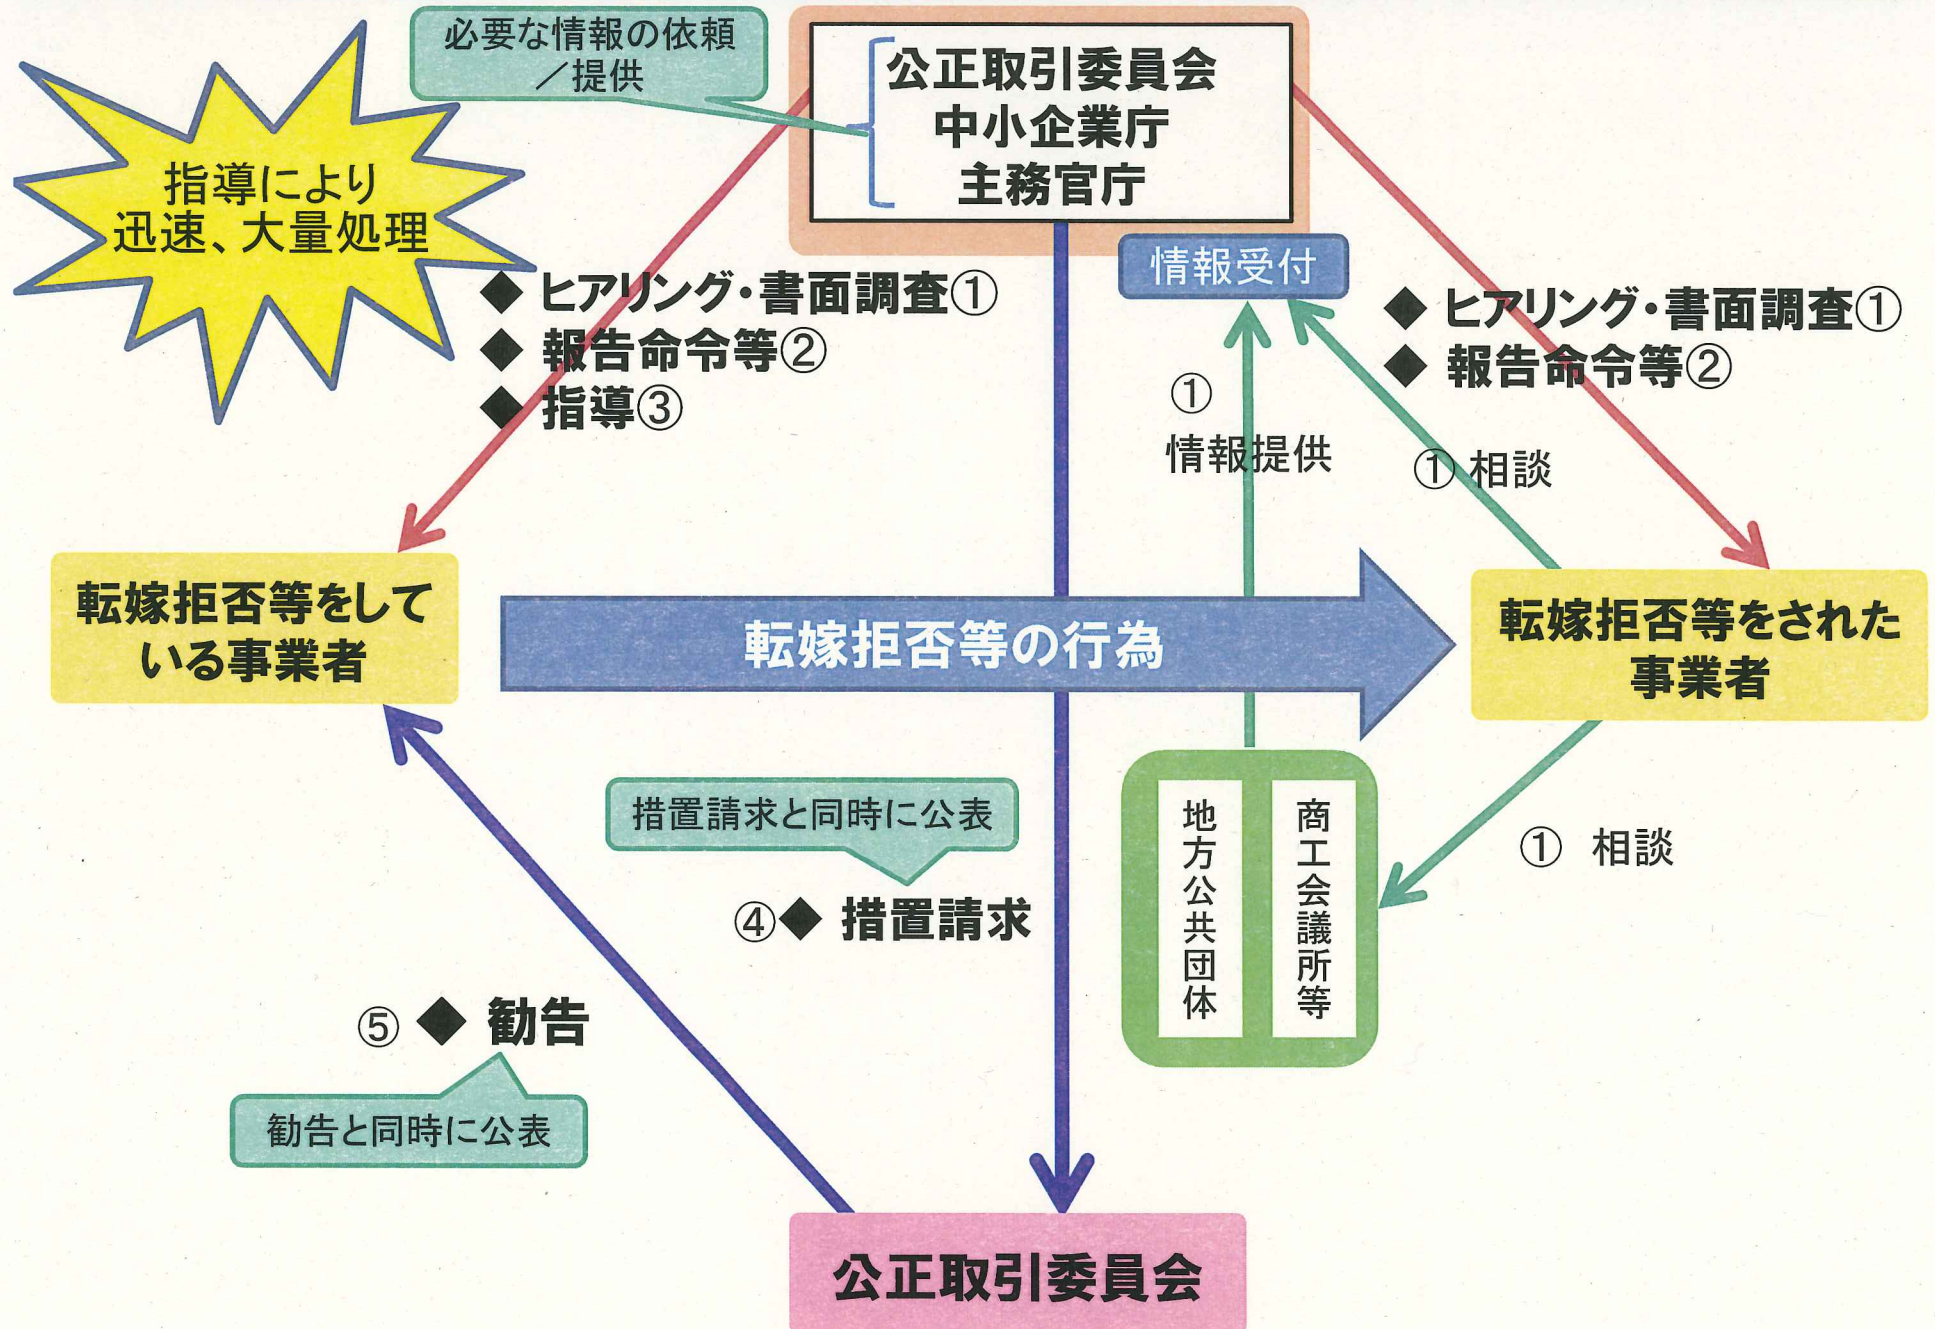 必要な情報の依頼
/提供
公正取引委員会
中小企業庁
主務官庁
指導により
迅速、大量処理
情報受付
◆ ヒアリング・書面調査①
◆ 報告命令等②
◆ 指導③
◆ ヒアリング・書面調査①
◆ 報告命令等②
①
情報提供
① 相談
転嫁拒否等をして
いる事業者
転嫁拒否等の行為
転嫁拒否等をされた
事業者
措置請求と同時に公表
④◆ 措置請求
地方公共団体
商工会議所等
① 相談
⑤ ◆ 勧告
勧告と同時に公表
公正取引委員会